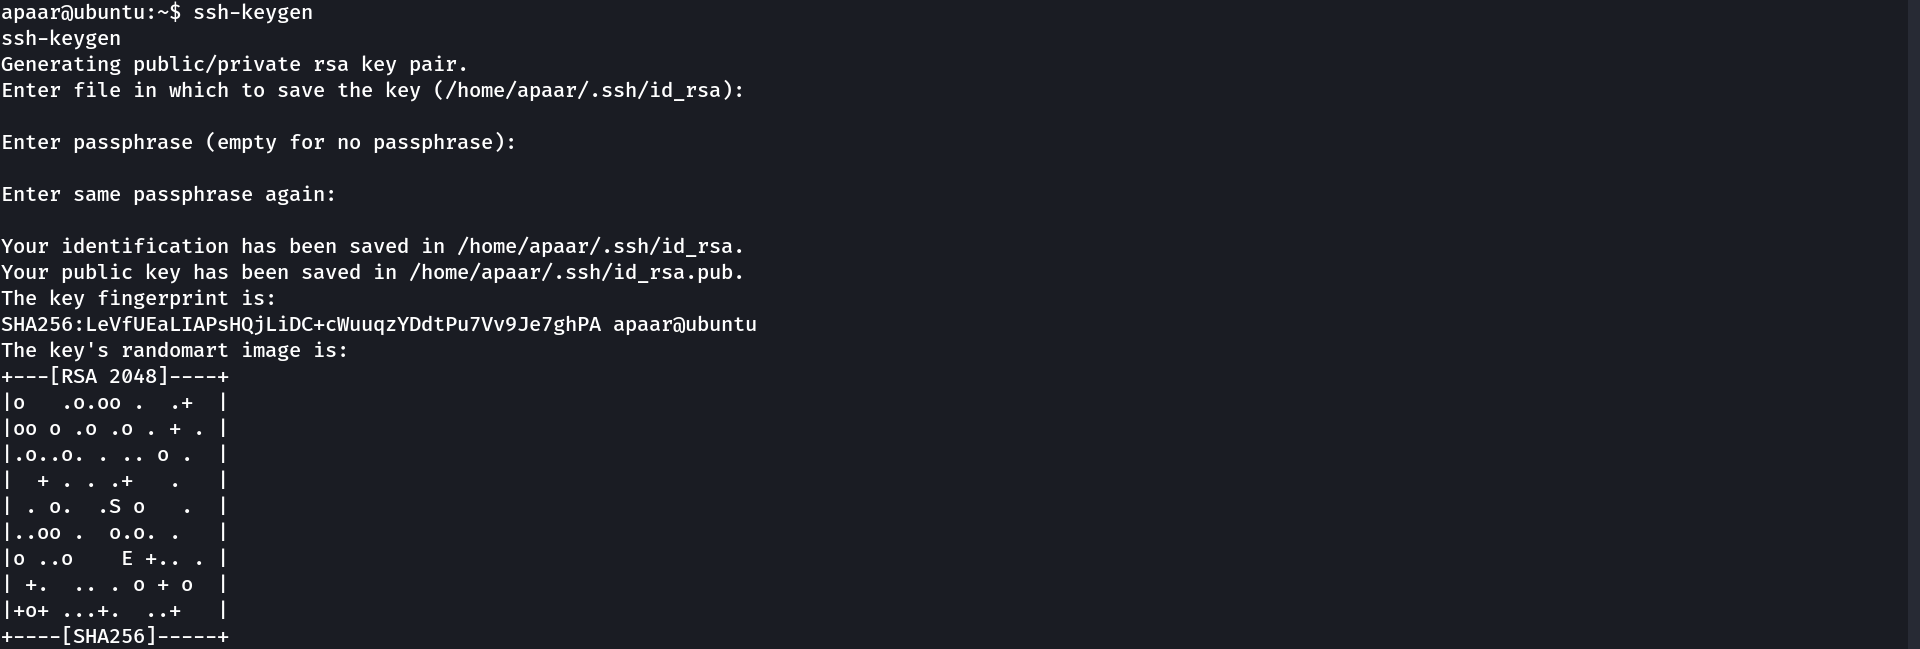 apaar@ubuntu:~$ ssh-keygen
ssh-keygen
Generating public/private rsa key pair.
Enter file in which to save the key (/home/apaar/.ssh/id_rsa):
Enter passphrase (empty for no passphrase):
Enter same passphrase again:
Your identification has been saved in /home/apaar/.ssh/id_rsa.
Your public key has been saved in /home/apaar/.ssh/id_rsa.pub.
The key fingerprint is:
SHA256:LeVfUEaLIAPsHQjLiDC+cWuuqzYDdtPu7Vv9Je7ghPA apaar@ubuntu
The key's randomart image is:
+---[RSA 2048]----+
|o   .o.oo .  .+  |
|oo o .o .o . + . |
|.o..o. . .. o .  |
|  + . . .+   .   |
| . o.  .S o   .  |
|..oo .  o.o. .   |
|o ..o    E +.. . |
| +.  .. . o + o  |
|+o+ ...+.  ..+   |
+----[SHA256]-----+